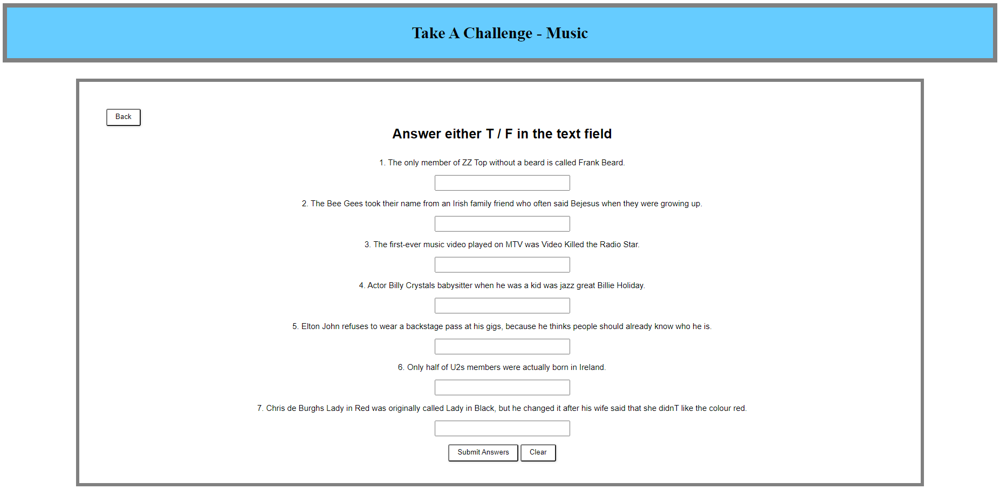 Take A Challenge - Music
Back
Answer either T / F in the text field
1. The only member of ZZ Top without a beard is called Frank Beard.
2. The Bee Gees took their name from an Irish family friend who often said Bejesus when they were growing up.
3. The first-ever music video played on MTV was Video Killed the Radio Star.
4. Actor Billy Crystals babysitter when he was a kid was jazz great Billie Holiday.
5. Elton John refuses to wear a backstage pass at his gigs, because he thinks people should already know who he is.
6. Only half of U2s members were actually born in Ireland.
7. Chris de Burghs Lady in Red was originally called Lady in Black, but he changed it after his wife said that she didnT like the colour red.
Submit Answers Clear